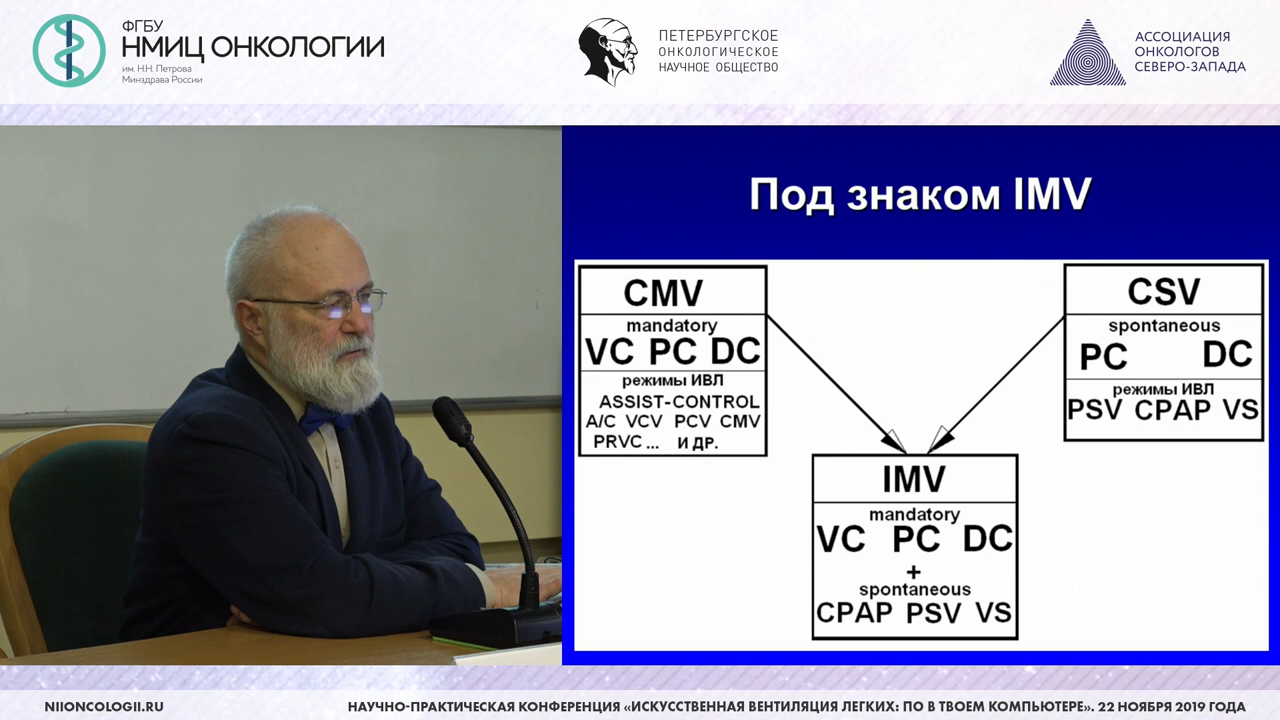 ФГБУ
НМИЦ ОНКОЛОГИИ
им. Н.Н. Петрова
Минздрава России
ПЕТЕРБУРГСКОЕ
ОНКОЛОГИЧЕСКОЕ
НАУЧНОЕ ОБЩЕСТВО
АССОЦИАЦИЯ
ОНКОЛОГОВ
СЕВЕРО-ЗАПАДА
Под знаком IMV
CMV
mandatory
VC PC DC
режимы ИВЛ
ASSIST-CONTROL
A/C VCV PCV CMV
PRVC ... И ДР.
CSV
spontaneous
PC DC
режимы ИВЛ
PSV CPAP VS
IMV
mandatory
VC PC DC
+
spontaneous
CPAP PSV VS
NIIONCOLOGII.RU
НАУЧНО-ПРАКТИЧЕСКАЯ КОНФЕРЕНЦИЯ «ИСКУССТВЕННАЯ ВЕНТИЛЯЦИЯ ЛЕГКИХ: ПО В ТВОЕМ КОМПЬЮТЕРЕ». 22 НОЯБРЯ 2019 ГОДА